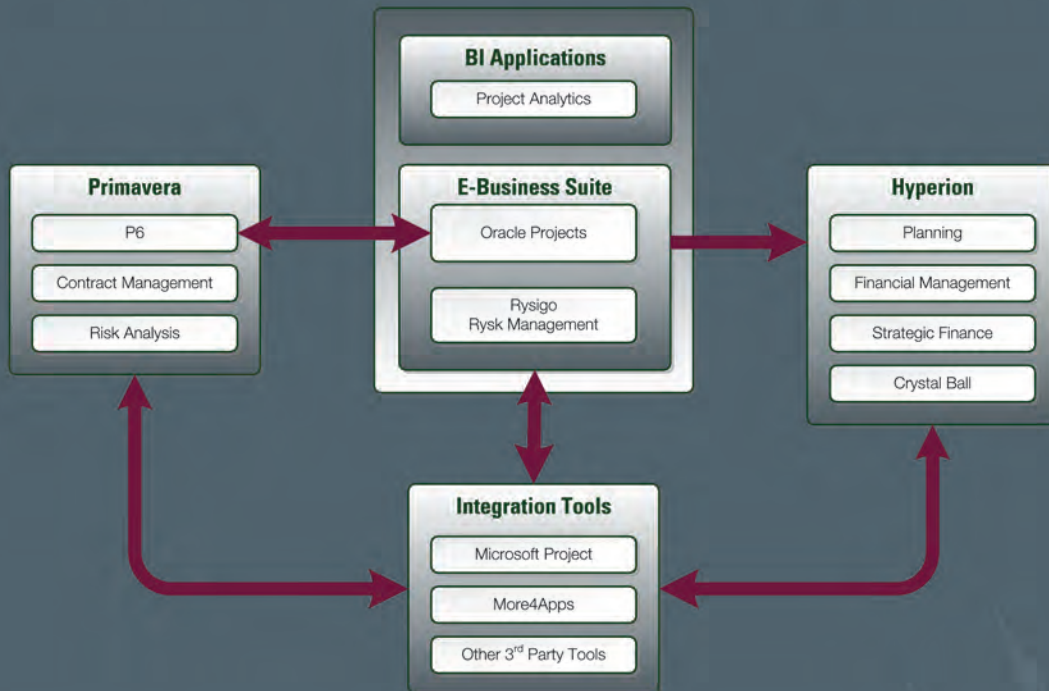 BI Applications
Project Analytics
Primavera
P6
Contract Management
Risk Analysis
E-Business Suite
Oracle Projects
Rysigo
Rysk Management
Hyperion
Planning
Financial Management
Strategic Finance
Crystal Ball
Integration Tools
Microsoft Project
More4Apps
Other 3rd Party Tools